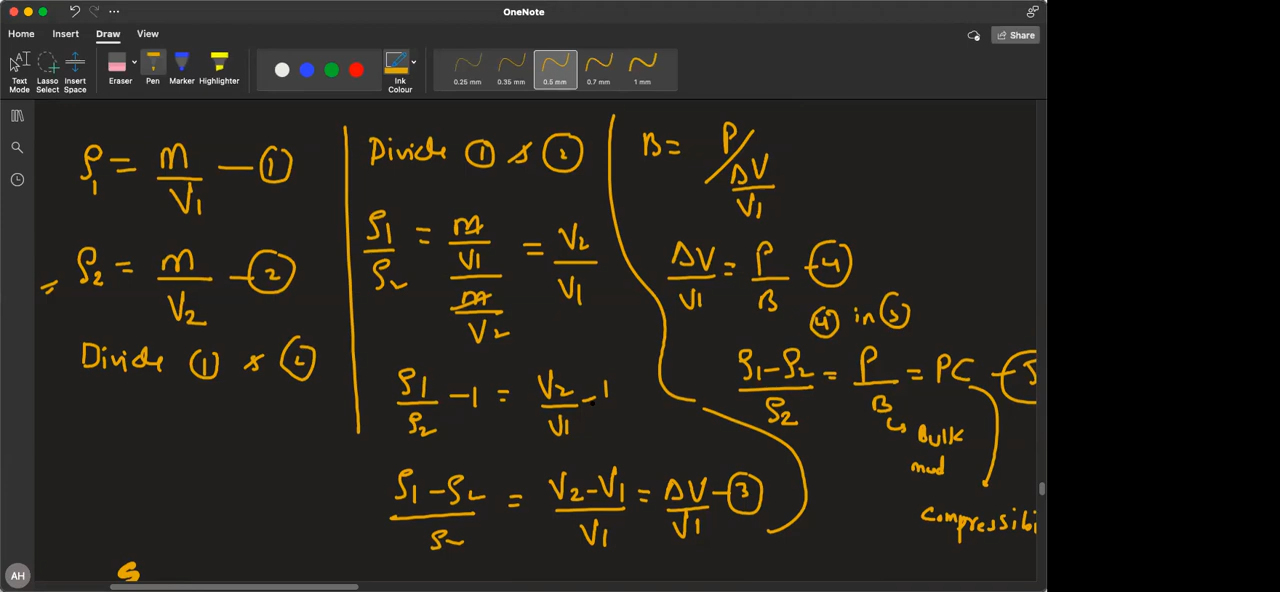 OneNote
Home Insert Draw View
Share
Text Mode
Lasso Select
Insert Space
Eraser
Pen
Marker
Highlighter
Ink Colour
0.25 mm
0.35 mm
0.5 mm
0.7 mm
1 mm
ρ₁ = m/V₁ — ①
ρ₂ = m/V₂ — ②
Divide ① & ②
Divide ① & ②
ρ₁/ρ₂ = (m/V₁)/(m/V₂) = V₂/V₁
ρ₁/ρ₂ - 1 = V₂/V₁ - 1
(ρ₁ - ρ₂)/ρ₂ = (V₂ - V₁)/V₁ = ΔV/V₁ — ③
B = P/(ΔV/V₁)
ΔV/V₁ = P/B — ④
④ in ③
(ρ₁ - ρ₂)/ρ₂ = P/B = PC —
Bulk
mod
Compressibi
AH